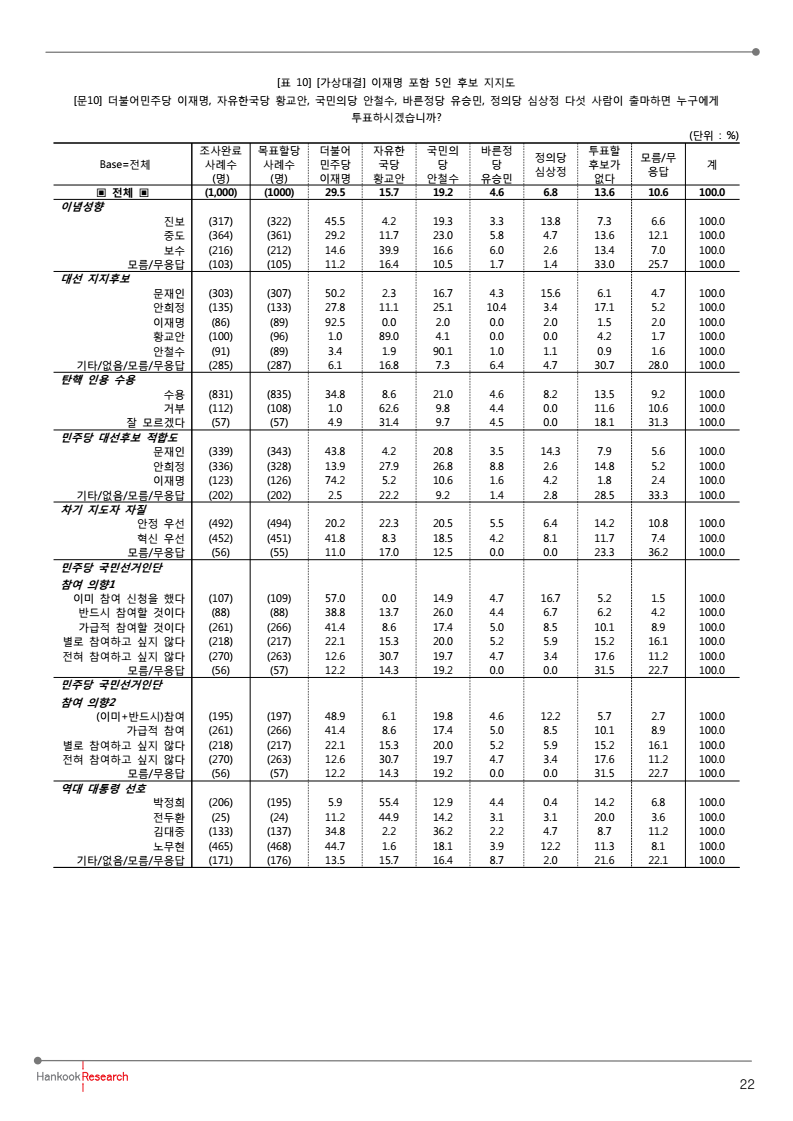 [표 10] [가상대결] 이재명 포함 5인 후보 지지도
[문10] 더불어민주당 이재명, 자유한국당 황교안, 국민의당 안철수, 바른정당 유승민, 정의당 심상정 다섯 사람이 출마하면 누구에게
투표하시겠습니까?
(단위 : %)
Base=전체 조사완료 사례수 (명) 목표할당 사례수 (명) 더불어 민주당 이재명 자유한 국당 황교안 국민의 당 안철수 바른정 당 유승민 정의당 심상정 투표할 후보가 없다 모름/무 응답 계
▣ 전체 ▣ (1,000) (1000) 29.5 15.7 19.2 4.6 6.8 13.6 10.6 100.0
이념성향
진보 (317) (322) 45.5 4.2 19.3 3.3 13.8 7.3 6.6 100.0
중도 (364) (361) 29.2 11.7 23.0 5.8 4.7 13.6 12.1 100.0
보수 (216) (212) 14.6 39.9 16.6 6.0 2.6 13.4 7.0 100.0
모름/무응답 (103) (105) 11.2 16.4 10.5 1.7 1.4 33.0 25.7 100.0
대선 지지후보
문재인 (303) (307) 50.2 2.3 16.7 4.3 15.6 6.1 4.7 100.0
안희정 (135) (133) 27.8 11.1 25.1 10.4 3.4 17.1 5.2 100.0
이재명 (86) (89) 92.5 0.0 2.0 0.0 2.0 1.5 2.0 100.0
황교안 (100) (96) 1.0 89.0 4.1 0.0 0.0 4.2 1.7 100.0
안철수 (91) (89) 3.4 1.9 90.1 1.0 1.1 0.9 1.6 100.0
기타/없음/모름/무응답 (285) (287) 6.1 16.8 7.3 6.4 4.7 30.7 28.0 100.0
탄핵 인용 수용
수용 (831) (835) 34.8 8.6 21.0 4.6 8.2 13.5 9.2 100.0
거부 (112) (108) 1.0 62.6 9.8 4.4 0.0 11.6 10.6 100.0
잘 모르겠다 (57) (57) 4.9 31.4 9.7 4.5 0.0 18.1 31.3 100.0
민주당 대선후보 적합도
문재인 (339) (343) 43.8 4.2 20.8 3.5 14.3 7.9 5.6 100.0
안희정 (336) (328) 13.9 27.9 26.8 8.8 2.6 14.8 5.2 100.0
이재명 (123) (126) 74.2 5.2 10.6 1.6 4.2 1.8 2.4 100.0
기타/없음/모름/무응답 (202) (202) 2.5 22.2 9.2 1.4 2.8 28.5 33.3 100.0
차기 지도자 자질
안정 우선 (492) (494) 20.2 22.3 20.5 5.5 6.4 14.2 10.8 100.0
혁신 우선 (452) (451) 41.8 8.3 18.5 4.2 8.1 11.7 7.4 100.0
모름/무응답 (56) (55) 11.0 17.0 12.5 0.0 0.0 23.3 36.2 100.0
민주당 국민선거인단
참여 의향1
이미 참여 신청을 했다 (107) (109) 57.0 0.0 14.9 4.7 16.7 5.2 1.5 100.0
반드시 참여할 것이다 (88) (88) 38.8 13.7 26.0 4.4 6.7 6.2 4.2 100.0
가급적 참여할 것이다 (261) (266) 41.4 8.6 17.4 5.0 8.5 10.1 8.9 100.0
별로 참여하고 싶지 않다 (218) (217) 22.1 15.3 20.0 5.2 5.9 15.2 16.1 100.0
전혀 참여하고 싶지 않다 (270) (263) 12.6 30.7 19.7 4.7 3.4 17.6 11.2 100.0
모름/무응답 (56) (57) 12.2 14.3 19.2 0.0 0.0 31.5 22.7 100.0
민주당 국민선거인단
참여 의향2
(이미+반드시)참여 (195) (197) 48.9 6.1 19.8 4.6 12.2 5.7 2.7 100.0
가급적 참여 (261) (266) 41.4 8.6 17.4 5.0 8.5 10.1 8.9 100.0
별로 참여하고 싶지 않다 (218) (217) 22.1 15.3 20.0 5.2 5.9 15.2 16.1 100.0
전혀 참여하고 싶지 않다 (270) (263) 12.6 30.7 19.7 4.7 3.4 17.6 11.2 100.0
모름/무응답 (56) (57) 12.2 14.3 19.2 0.0 0.0 31.5 22.7 100.0
역대 대통령 선호
박정희 (206) (195) 5.9 55.4 12.9 4.4 0.4 14.2 6.8 100.0
전두환 (25) (24) 11.2 44.9 14.2 3.1 3.1 20.0 3.6 100.0
김대중 (133) (137) 34.8 2.2 36.2 2.2 4.7 8.7 11.2 100.0
노무현 (465) (468) 44.7 1.6 18.1 3.9 12.2 11.3 8.1 100.0
기타/없음/모름/무응답 (171) (176) 13.5 15.7 16.4 8.7 2.0 21.6 22.1 100.0
Hankook Research
22